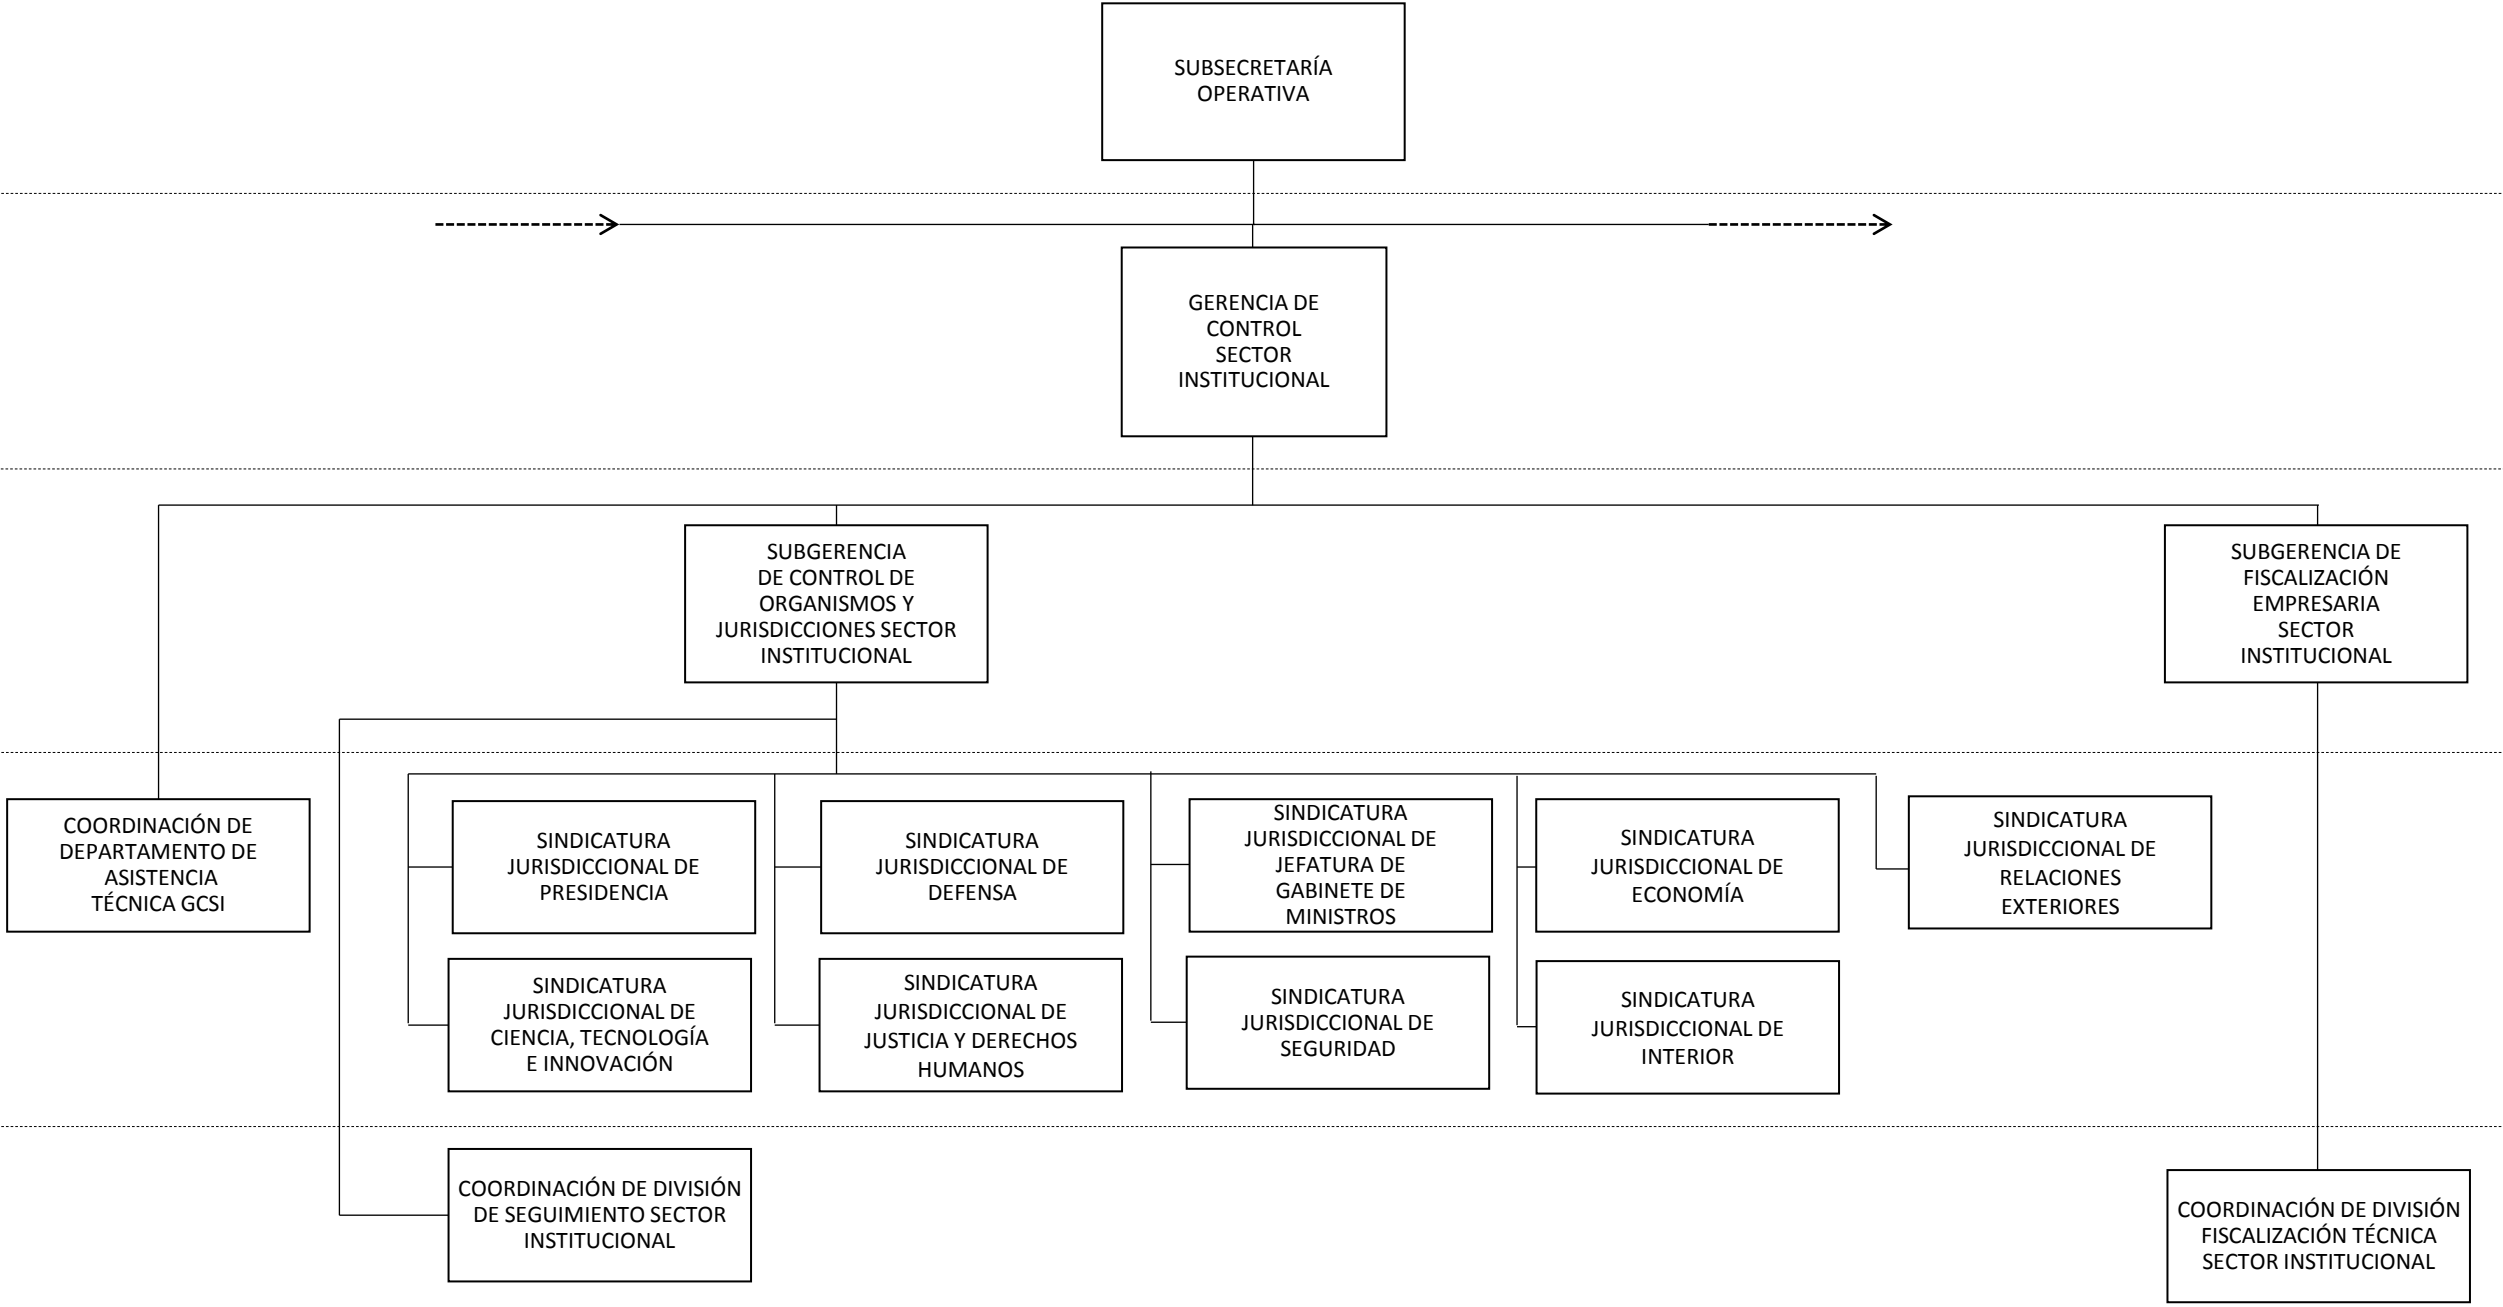 SUBSECRETARÍA
OPERATIVA
GERENCIA DE
CONTROL
SECTOR
INSTITUCIONAL
SUBGERENCIA
DE CONTROL DE
ORGANISMOS Y
JURISDICCIONES SECTOR
INSTITUCIONAL
SUBGERENCIA DE
FISCALIZACIÓN
EMPRESARIA
SECTOR
INSTITUCIONAL
COORDINACIÓN DE
DEPARTAMENTO DE
ASISTENCIA
TÉCNICA GCSI
SINDICATURA
JURISDICCIONAL DE
PRESIDENCIA
SINDICATURA
JURISDICCIONAL DE
DEFENSA
SINDICATURA
JURISDICCIONAL DE
JEFATURA DE
GABINETE DE
MINISTROS
SINDICATURA
JURISDICCIONAL DE
ECONOMÍA
SINDICATURA
JURISDICCIONAL DE
RELACIONES
EXTERIORES
SINDICATURA
JURISDICCIONAL DE
CIENCIA, TECNOLOGÍA
E INNOVACIÓN
SINDICATURA
JURISDICCIONAL DE
JUSTICIA Y DERECHOS
HUMANOS
SINDICATURA
JURISDICCIONAL DE
SEGURIDAD
SINDICATURA
JURISDICCIONAL DE
INTERIOR
COORDINACIÓN DE DIVISIÓN
DE SEGUIMIENTO SECTOR
INSTITUCIONAL
COORDINACIÓN DE DIVISIÓN
FISCALIZACIÓN TÉCNICA
SECTOR INSTITUCIONAL